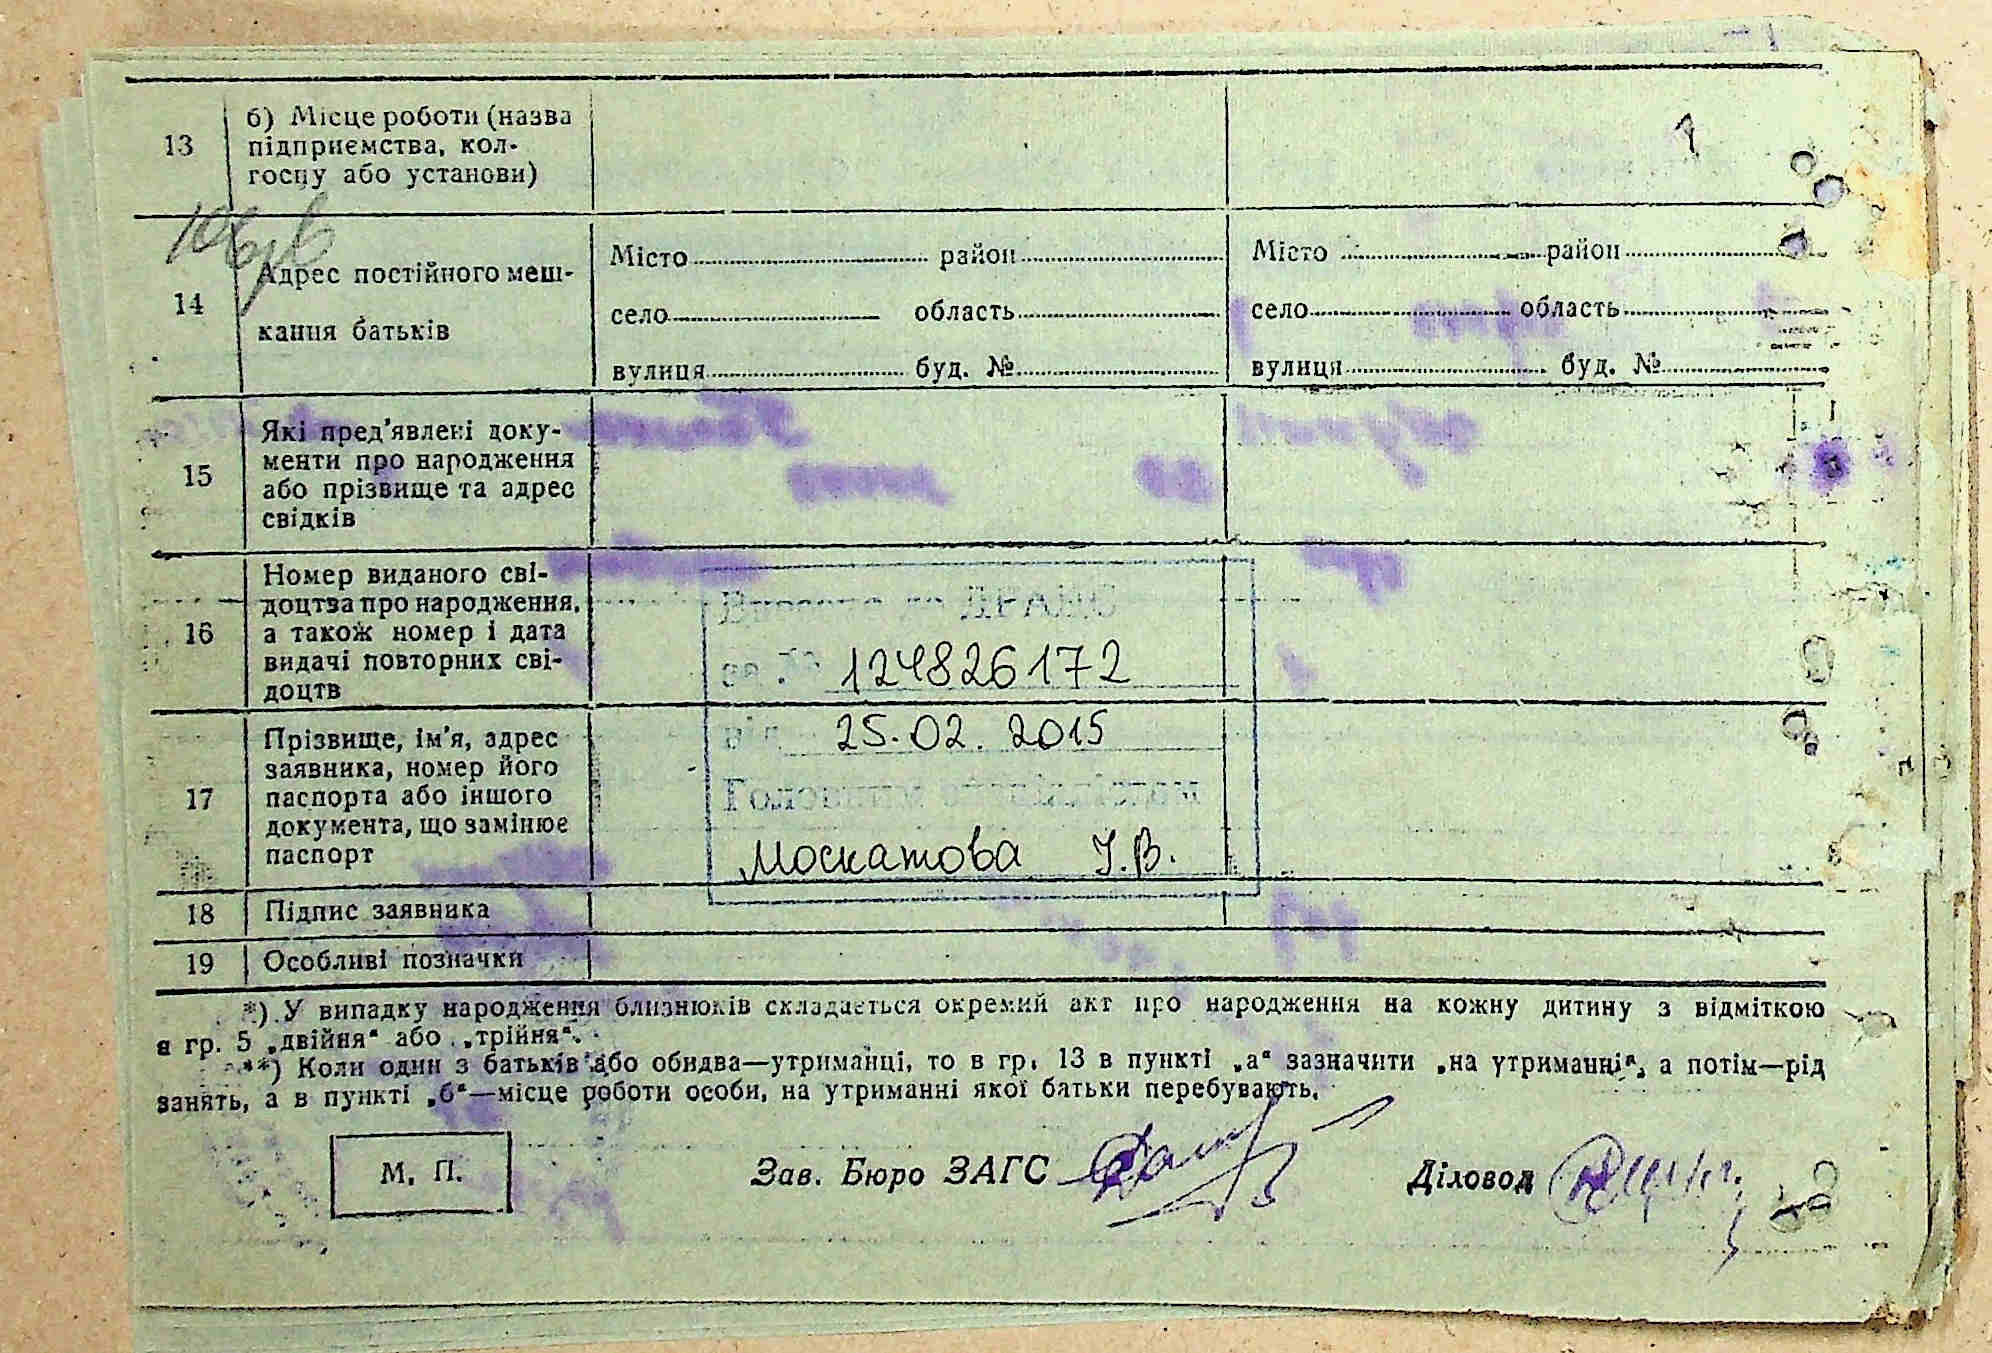 13
б) Місце роботи (назва
підприємства, кол-
госпу або установи)
14
Адрес постійного меш-
кання батьків
Місто район
село область
вулиця буд. №
Місто район
село область
вулиця буд. №
15
Які пред'явлені доку-
менти про народження
або прізвище та адрес
свідків
16
Номер виданого сві-
доцтва про народження,
а також номер і дата
видачі повторних сві-
доцтв
до ДРАЦС
за № 124826172
від 25.02.2015
Москатова І.В.
17
Прізвище, ім'я, адрес
заявника, номер його
паспорта або іншого
документа, що замінює
паспорт
18 Підпис заявника
19 Особливі позначки
*) У випадку народження близнюків складається окремий акт про народження на кожну дитину з відміткою
в гр. 5 „двійня“ або „трійня“.
**) Коли один з батьків або обидва—утриманці, то в гр. 13 в пункті „а“ зазначити „на утриманні“, а потім—рід
занять, а в пункті „б“—місце роботи особи, на утриманні якої батьки перебувають.
М. П.
Зав. Бюро ЗАГС
Діловод